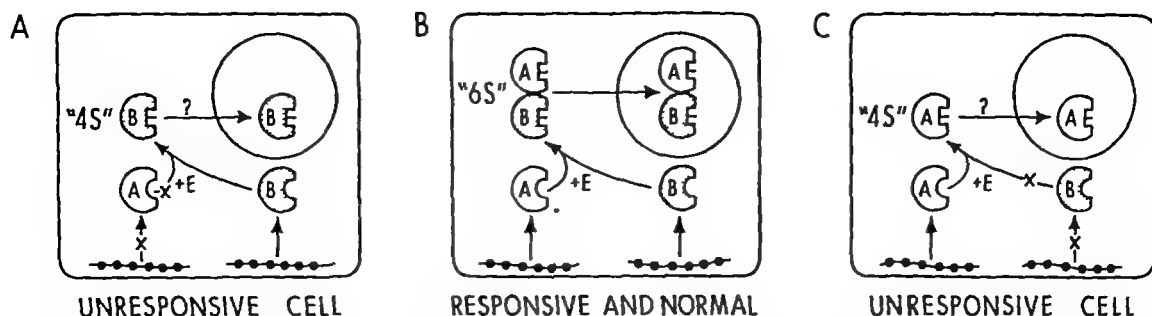 A
"4S"
B E
?
B E
A
x
+E
B
x
UNRESPONSIVE CELL
B
"6S"
A E
B E
A E
B E
A
+E
B
RESPONSIVE AND NORMAL
C
"4S"
A E
?
A E
A
+E
x
B
x
UNRESPONSIVE CELL